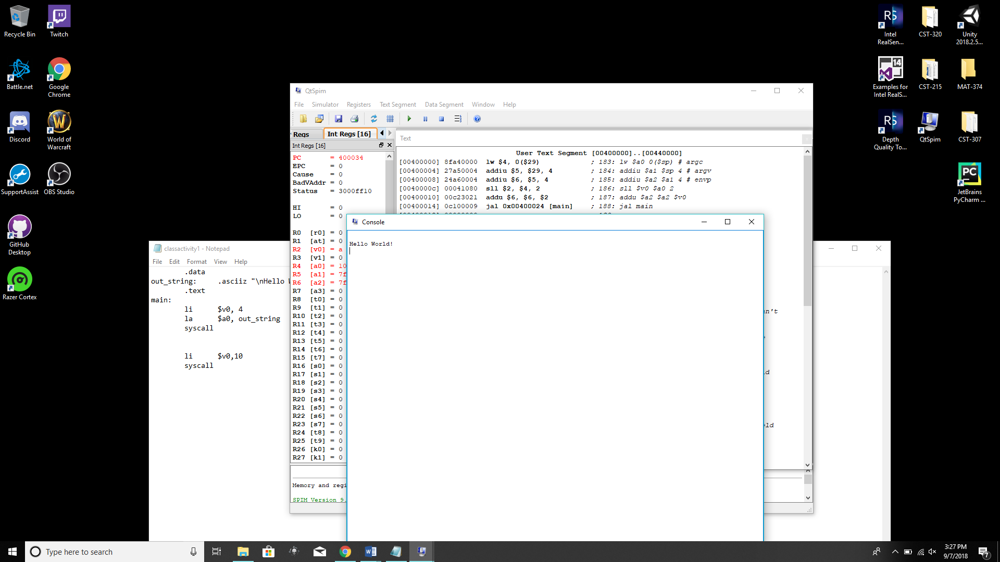 Recycle Bin
Twitch
Battle.net
Google Chrome
Discord
World of Warcraft
SupportAssist
OBS Studio
GitHub Desktop
Razer Cortex
RS
Intel RealSen...
CST-320
Unity 2018.2.5...
14
Examples for Intel RealS...
CST-215
MAT-374
RS
Depth Quality To...
QtSpim
CST-307
PC
JetBrains PyCharm ...
QtSpim
File Simulator Registers Text Segment Data Segment Window Help
Regs
Int Regs [16]
Int Regs [16]
PC = 400034
EPC = 0
Cause = 0
BadVAddr = 0
Status = 3000ff10
HI = 0
LO = 0
R0 [r0] = 0
R1 [at] = 0
R2 [v0] = a
R3 [v1] = 0
R4 [a0] = 10
R5 [a1] = 7f
R6 [a2] = 7f
R7 [a3] = 0
R8 [t0] = 0
R9 [t1] = 0
R10 [t2] = 0
R11 [t3] = 0
R12 [t4] = 0
R13 [t5] = 0
R14 [t6] = 0
R15 [t7] = 0
R16 [s0] = 0
R17 [s1] = 0
R18 [s2] = 0
R19 [s3] = 0
R20 [s4] = 0
R21 [s5] = 0
R22 [s6] = 0
R23 [s7] = 0
R24 [t8] = 0
R25 [t9] = 0
R26 [k0] = 0
R27 [k1] = 0
Text
User Text Segment [00400000]..[00440000]
[00400000] 8fa40000 lw $4, 0($29) ; 183: lw $a0 0($sp) # argc
[00400004] 27a50004 addiu $5, $29, 4 ; 184: addiu $a1 $sp 4 # argv
[00400008] 24a60004 addiu $6, $5, 4 ; 185: addiu $a2 $a1 4 # envp
[0040000c] 00041080 sll $2, $4, 2 ; 186: sll $v0 $a0 2
[00400010] 00c23021 addu $6, $6, $2 ; 187: addu $a2 $a2 $v0
[00400014] 0c100009 jal 0x00400024 [main] ; 188: jal main
n't
d
eld
Memory and regi
SPIM Version 9.
Console
Hello World!
classactivity1 - Notepad
File Edit Format View Help
.data
out_string: .asciiz "\nHello W
.text
main:
li $v0, 4
la $a0, out_string
syscall
li $v0,10
syscall
Type here to search
3:27 PM
9/7/2018
7